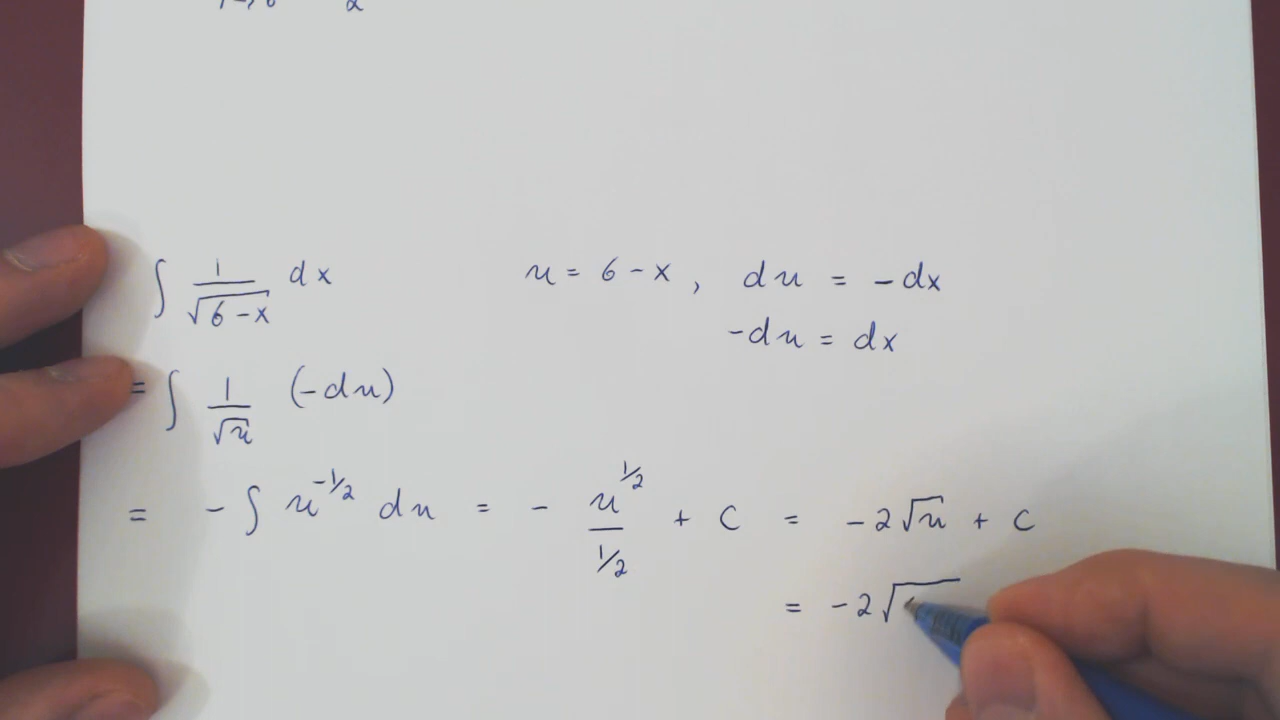 ∫ 1/√(6-x) dx    u = 6-x , du = -dx
-du = dx
= ∫ 1/√u (-du)
= -∫ u^(-1/2) du = - u^(1/2)/(1/2) + C = -2√u + C
= -2√